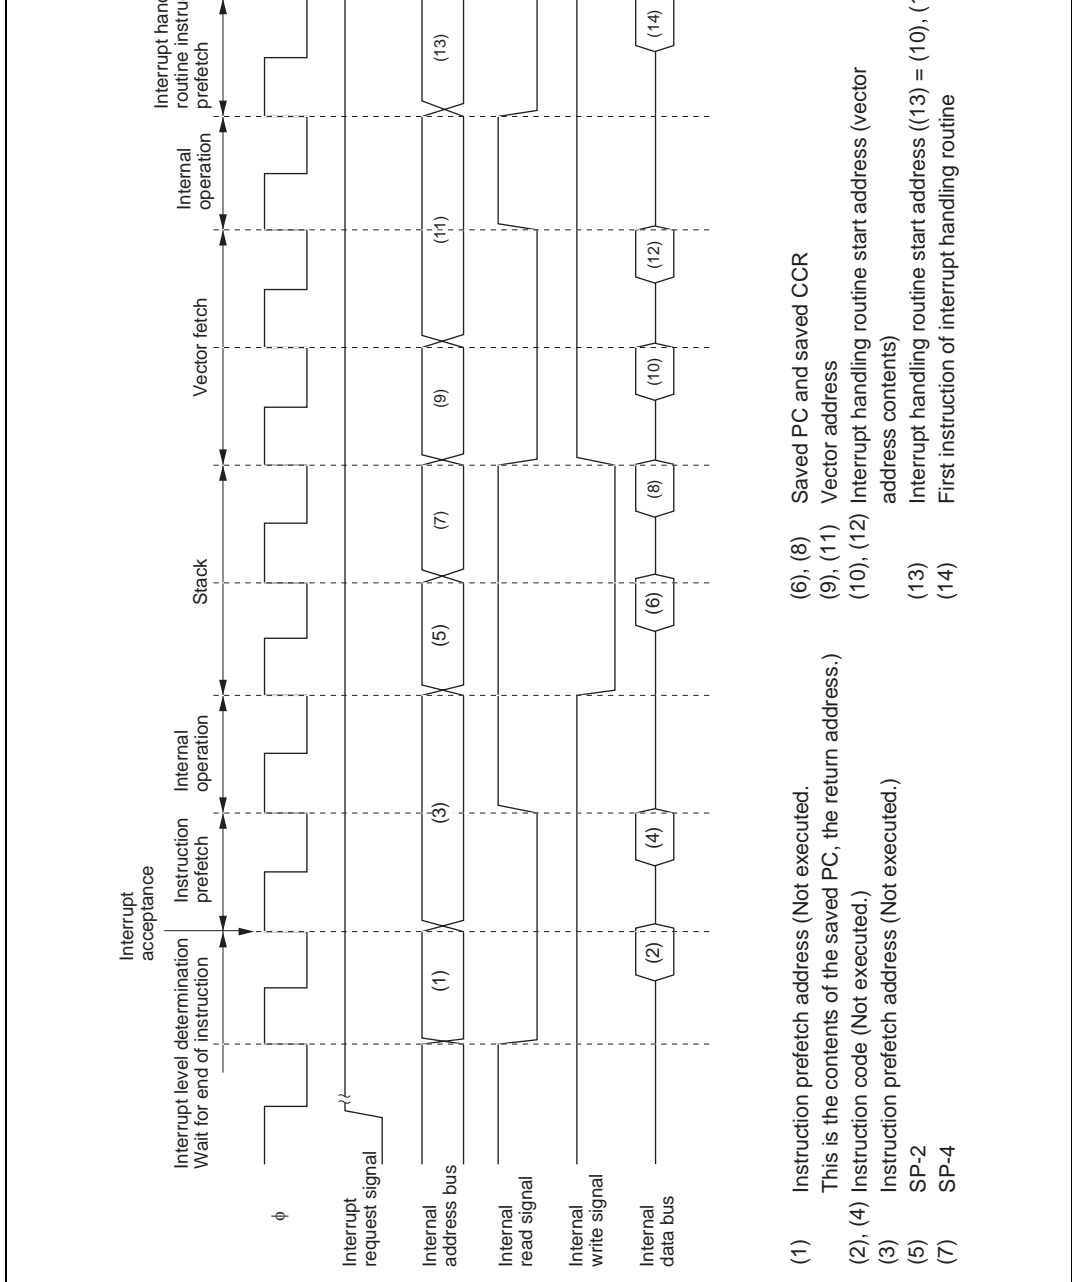 Interrupt
acceptance
Interrupt level determination
Wait for end of instruction
Instruction
prefetch
Internal
operation
Stack
Vector fetch
Internal
operation
Interrupt
routine
prefetch
φ
Interrupt
request signal
Internal
address bus
(1)
(3)
(5)
(7)
(9)
(11)
(13)
Internal
read signal
Internal
write signal
Internal
data bus
(2)
(4)
(6)
(8)
(10)
(12)
(14)
(1) Instruction prefetch address (Not executed.
This is the contents of the saved PC, the return address.)
(2), (4) Instruction code (Not executed.)
(3) Instruction prefetch address (Not executed.)
(5) SP-2
(7) SP-4
(6), (8) Saved PC and saved CCR
(9), (11) Vector address
(10), (12) Interrupt handling routine start address (vector
address contents)
(13) Interrupt handling routine start address ((13) = (10),
(14) First instruction of interrupt handling routine